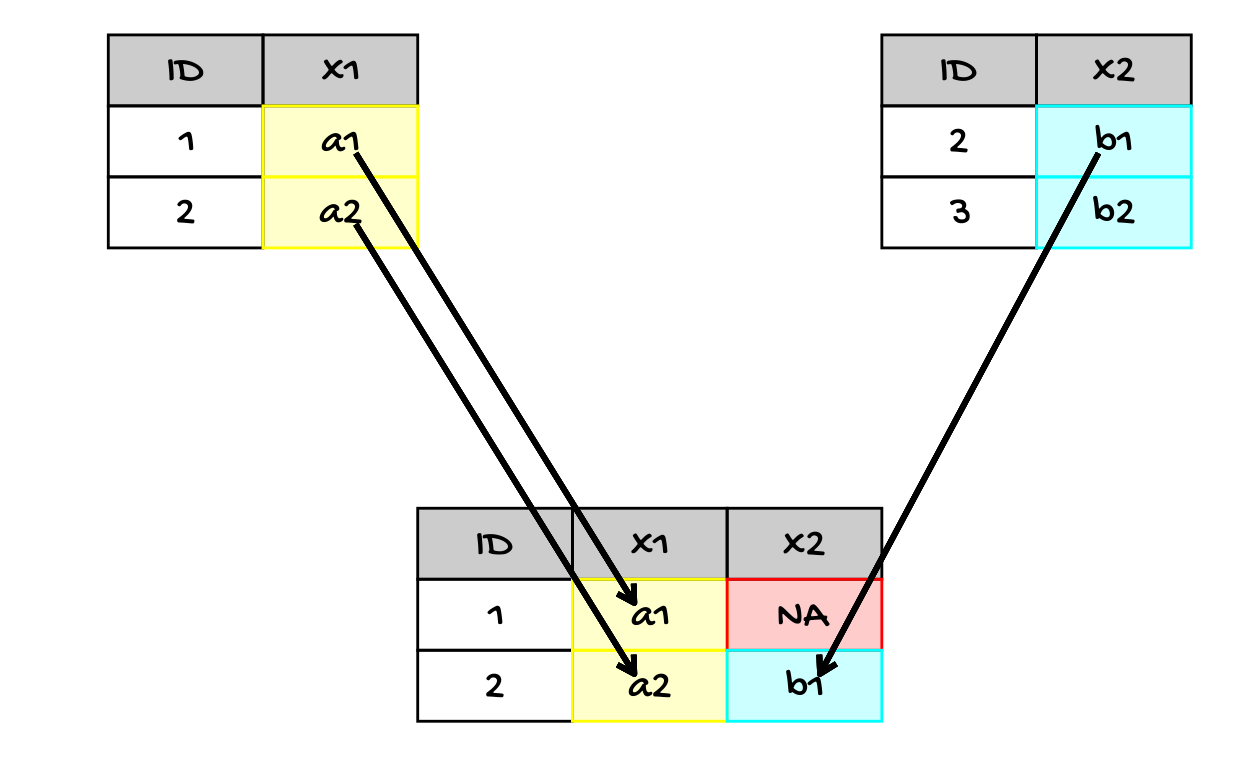 ID X1
1 a1
2 a2
ID X2
2 b1
3 b2
ID X1 X2
1 a1 NA
2 a2 b1